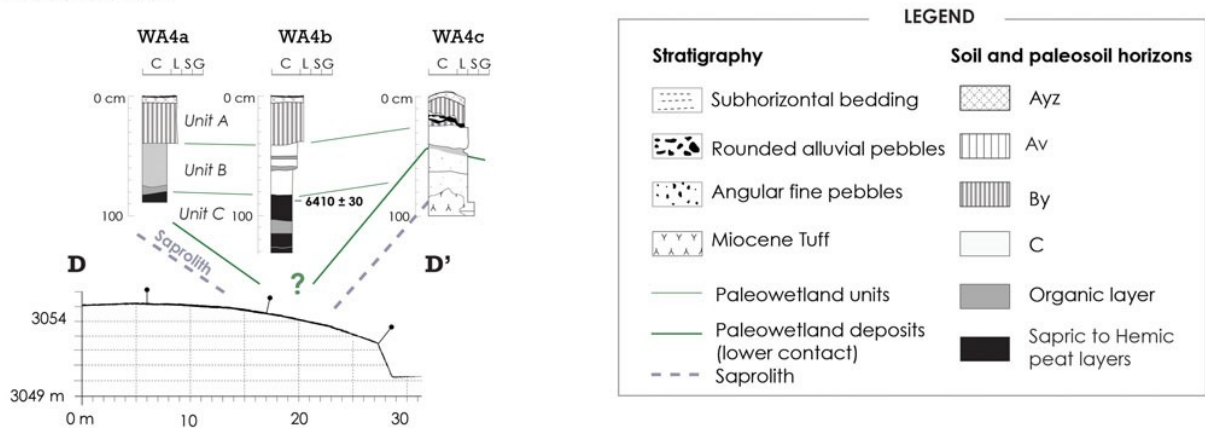 WA4a WA4b WA4c
C L S G C L S G C L S G
0 cm 0 cm 0 cm
Unit A
Unit B
6410 ± 30
Unit C
100 100 100
Saprolith
D ? D'
3054
3049 m
0 m 10 20 30
LEGEND
Stratigraphy
Subhorizontal bedding
Rounded alluvial pebbles
Angular fine pebbles
Miocene Tuff
Paleowetland units
Paleowetland deposits
(lower contact)
Saprolith
Soil and paleosoil horizons
Ayz
Av
By
C
Organic layer
Sapric to Hemic
peat layers